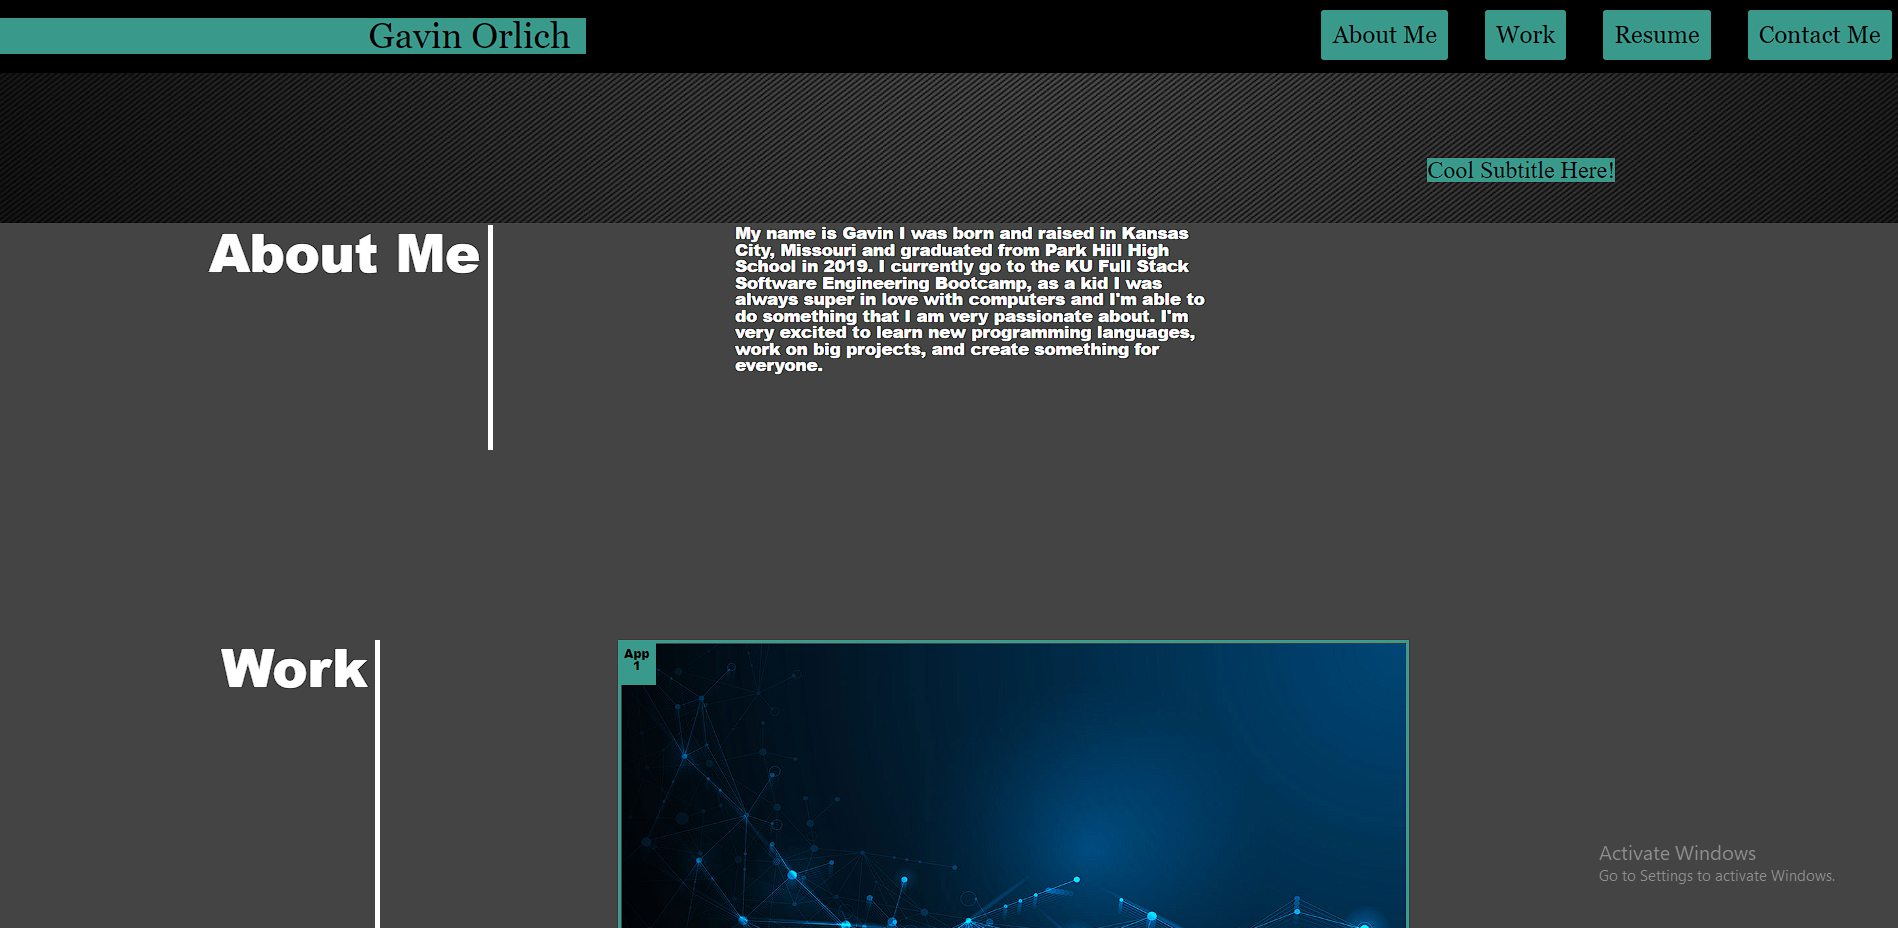 Gavin Orlich
About Me
Work
Resume
Contact Me
Cool Subtitle Here!
About Me
My name is Gavin I was born and raised in Kansas
City, Missouri and graduated from Park Hill High
School in 2019. I currently go to the KU Full Stack
Software Engineering Bootcamp, as a kid I was
always super in love with computers and I'm able to
do something that I am very passionate about. I'm
very excited to learn new programming languages,
work on big projects, and create something for
everyone.
Work
App
1
Activate Windows
Go to Settings to activate Windows.